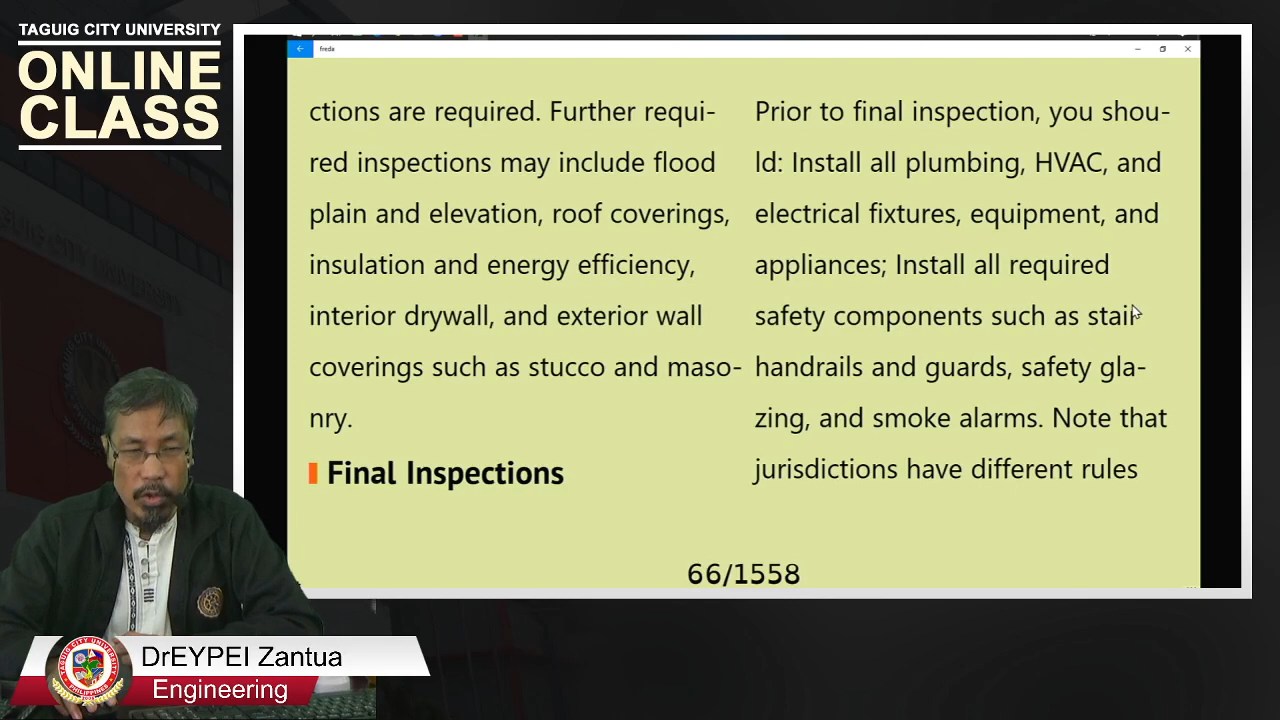 TAGUIG CITY UNIVERSITY
ONLINE
CLASS
freda
ctions are required. Further requi-
red inspections may include flood
plain and elevation, roof coverings,
insulation and energy efficiency,
interior drywall, and exterior wall
coverings such as stucco and maso-
nry.
Final Inspections
Prior to final inspection, you shou-
ld: Install all plumbing, HVAC, and
electrical fixtures, equipment, and
appliances; Install all required
safety components such as stair
handrails and guards, safety gla-
zing, and smoke alarms. Note that
jurisdictions have different rules
66/1558
DrEYPEI Zantua
Engineering